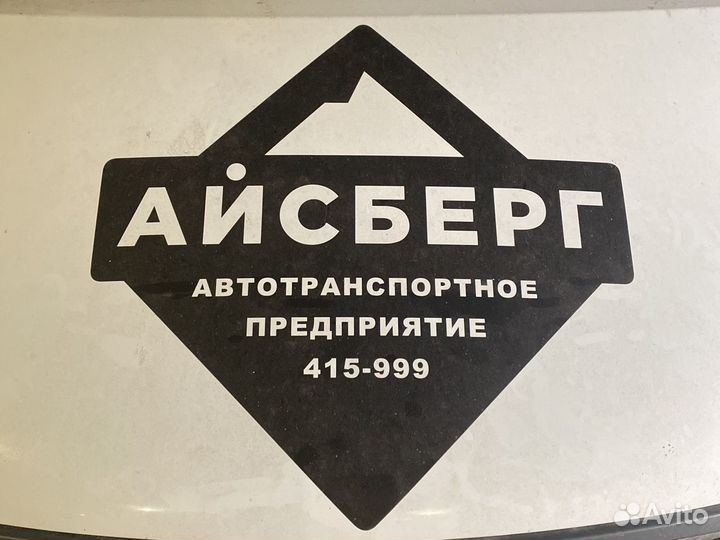 АЙСБЕРГ
АВТОТРАНСПОРТНОЕ
ПРЕДПРИЯТИЕ
415-999
Avito